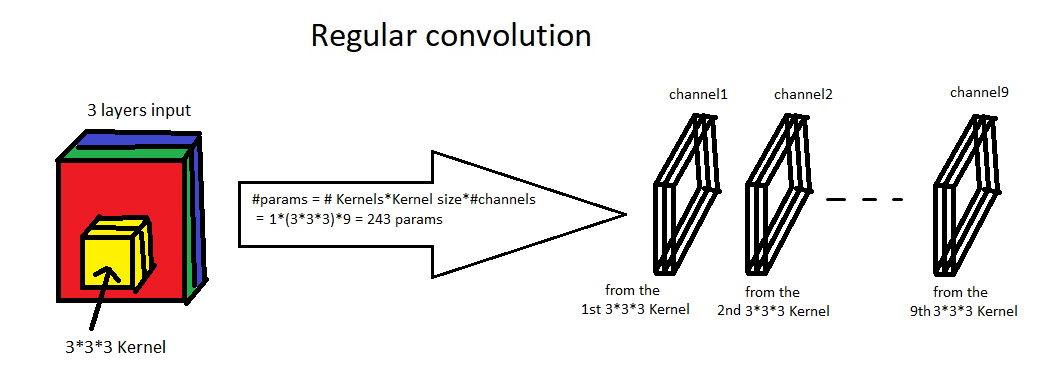 Regular convolution
3 layers input
3*3*3 Kernel
#params = # Kernels*Kernel size*#channels
= 1*(3*3*3)*9 = 243 params
channel1
channel2
channel9
from the
1st 3*3*3 Kernel
from the
2nd 3*3*3 Kernel
from the
9th 3*3*3 Kernel